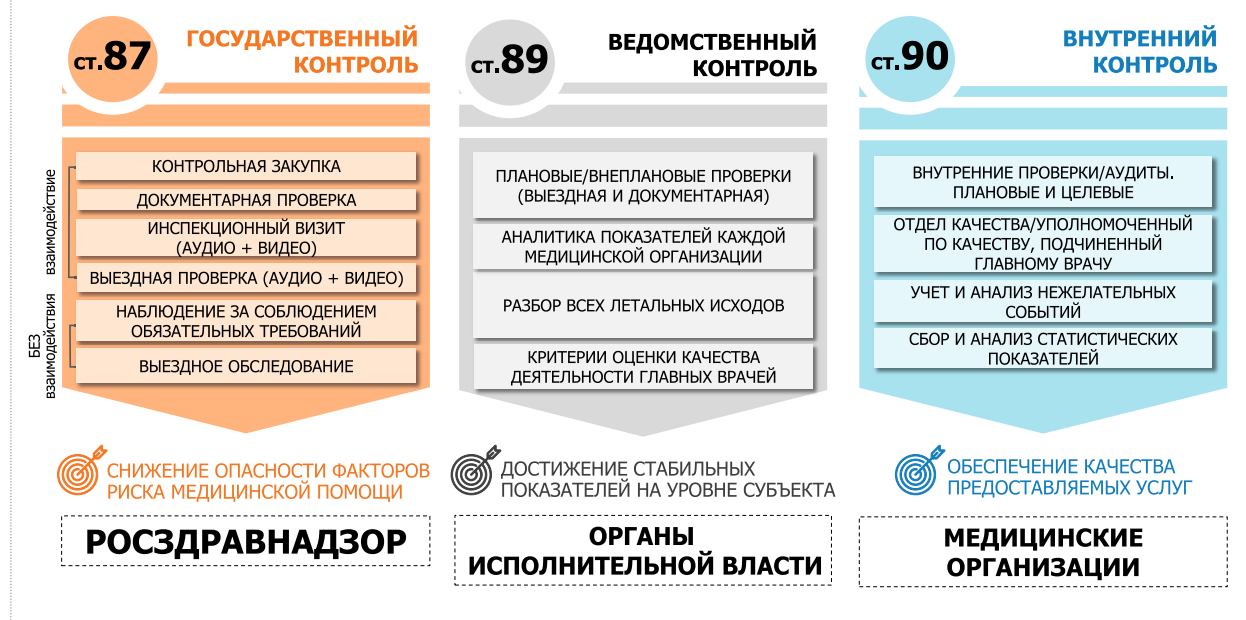 ст.87
ГОСУДАРСТВЕННЫЙ
КОНТРОЛЬ
взаимодействие
КОНТРОЛЬНАЯ ЗАКУПКА
ДОКУМЕНТАРНАЯ ПРОВЕРКА
ИНСПЕКЦИОННЫЙ ВИЗИТ
(АУДИО + ВИДЕО)
ВЫЕЗДНАЯ ПРОВЕРКА (АУДИО + ВИДЕО)
БЕЗ
взаимодействия
НАБЛЮДЕНИЕ ЗА СОБЛЮДЕНИЕМ
ОБЯЗАТЕЛЬНЫХ ТРЕБОВАНИЙ
ВЫЕЗДНОЕ ОБСЛЕДОВАНИЕ
СНИЖЕНИЕ ОПАСНОСТИ ФАКТОРОВ
РИСКА МЕДИЦИНСКОЙ ПОМОЩИ
РОСЗДРАВНАДЗОР
ст.89
ВЕДОМСТВЕННЫЙ
КОНТРОЛЬ
ПЛАНОВЫЕ/ВНЕПЛАНОВЫЕ ПРОВЕРКИ
(ВЫЕЗДНАЯ И ДОКУМЕНТАРНАЯ)
АНАЛИТИКА ПОКАЗАТЕЛЕЙ КАЖДОЙ
МЕДИЦИНСКОЙ ОРГАНИЗАЦИИ
РАЗБОР ВСЕХ ЛЕТАЛЬНЫХ ИСХОДОВ
КРИТЕРИИ ОЦЕНКИ КАЧЕСТВА
ДЕЯТЕЛЬНОСТИ ГЛАВНЫХ ВРАЧЕЙ
ДОСТИЖЕНИЕ СТАБИЛЬНЫХ
ПОКАЗАТЕЛЕЙ НА УРОВНЕ СУБЪЕКТА
ОРГАНЫ
ИСПОЛНИТЕЛЬНОЙ ВЛАСТИ
ст.90
ВНУТРЕННИЙ
КОНТРОЛЬ
ВНУТРЕННИЕ ПРОВЕРКИ/АУДИТЫ.
ПЛАНОВЫЕ И ЦЕЛЕВЫЕ
ОТДЕЛ КАЧЕСТВА/УПОЛНОМОЧЕННЫЙ
ПО КАЧЕСТВУ, ПОДЧИНЕННЫЙ
ГЛАВНОМУ ВРАЧУ
УЧЕТ И АНАЛИЗ НЕЖЕЛАТЕЛЬНЫХ
СОБЫТИЙ
СБОР И АНАЛИЗ СТАТИСТИЧЕСКИХ
ПОКАЗАТЕЛЕЙ
ОБЕСПЕЧЕНИЕ КАЧЕСТВА
ПРЕДОСТАВЛЯЕМЫХ УСЛУГ
МЕДИЦИНСКИЕ
ОРГАНИЗАЦИИ